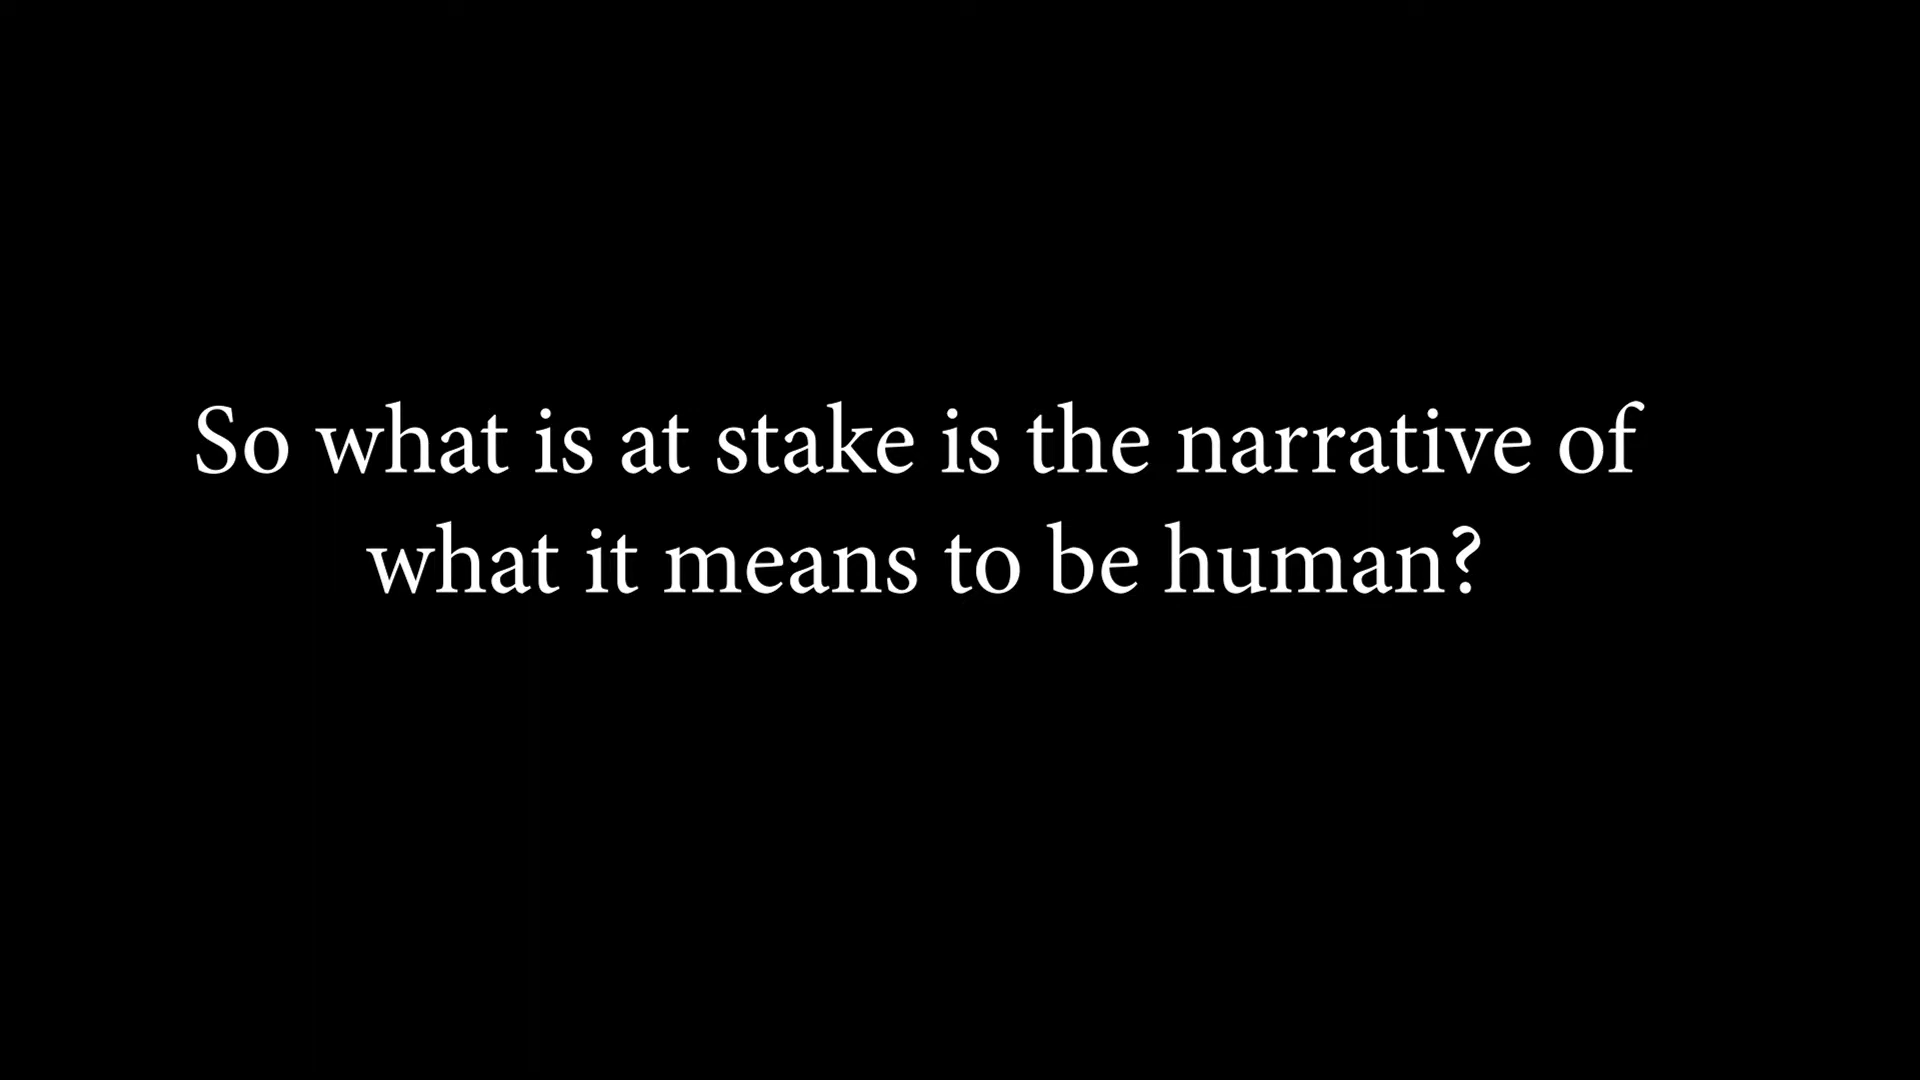 So what is at stake is the narrative of
what it means to be human?